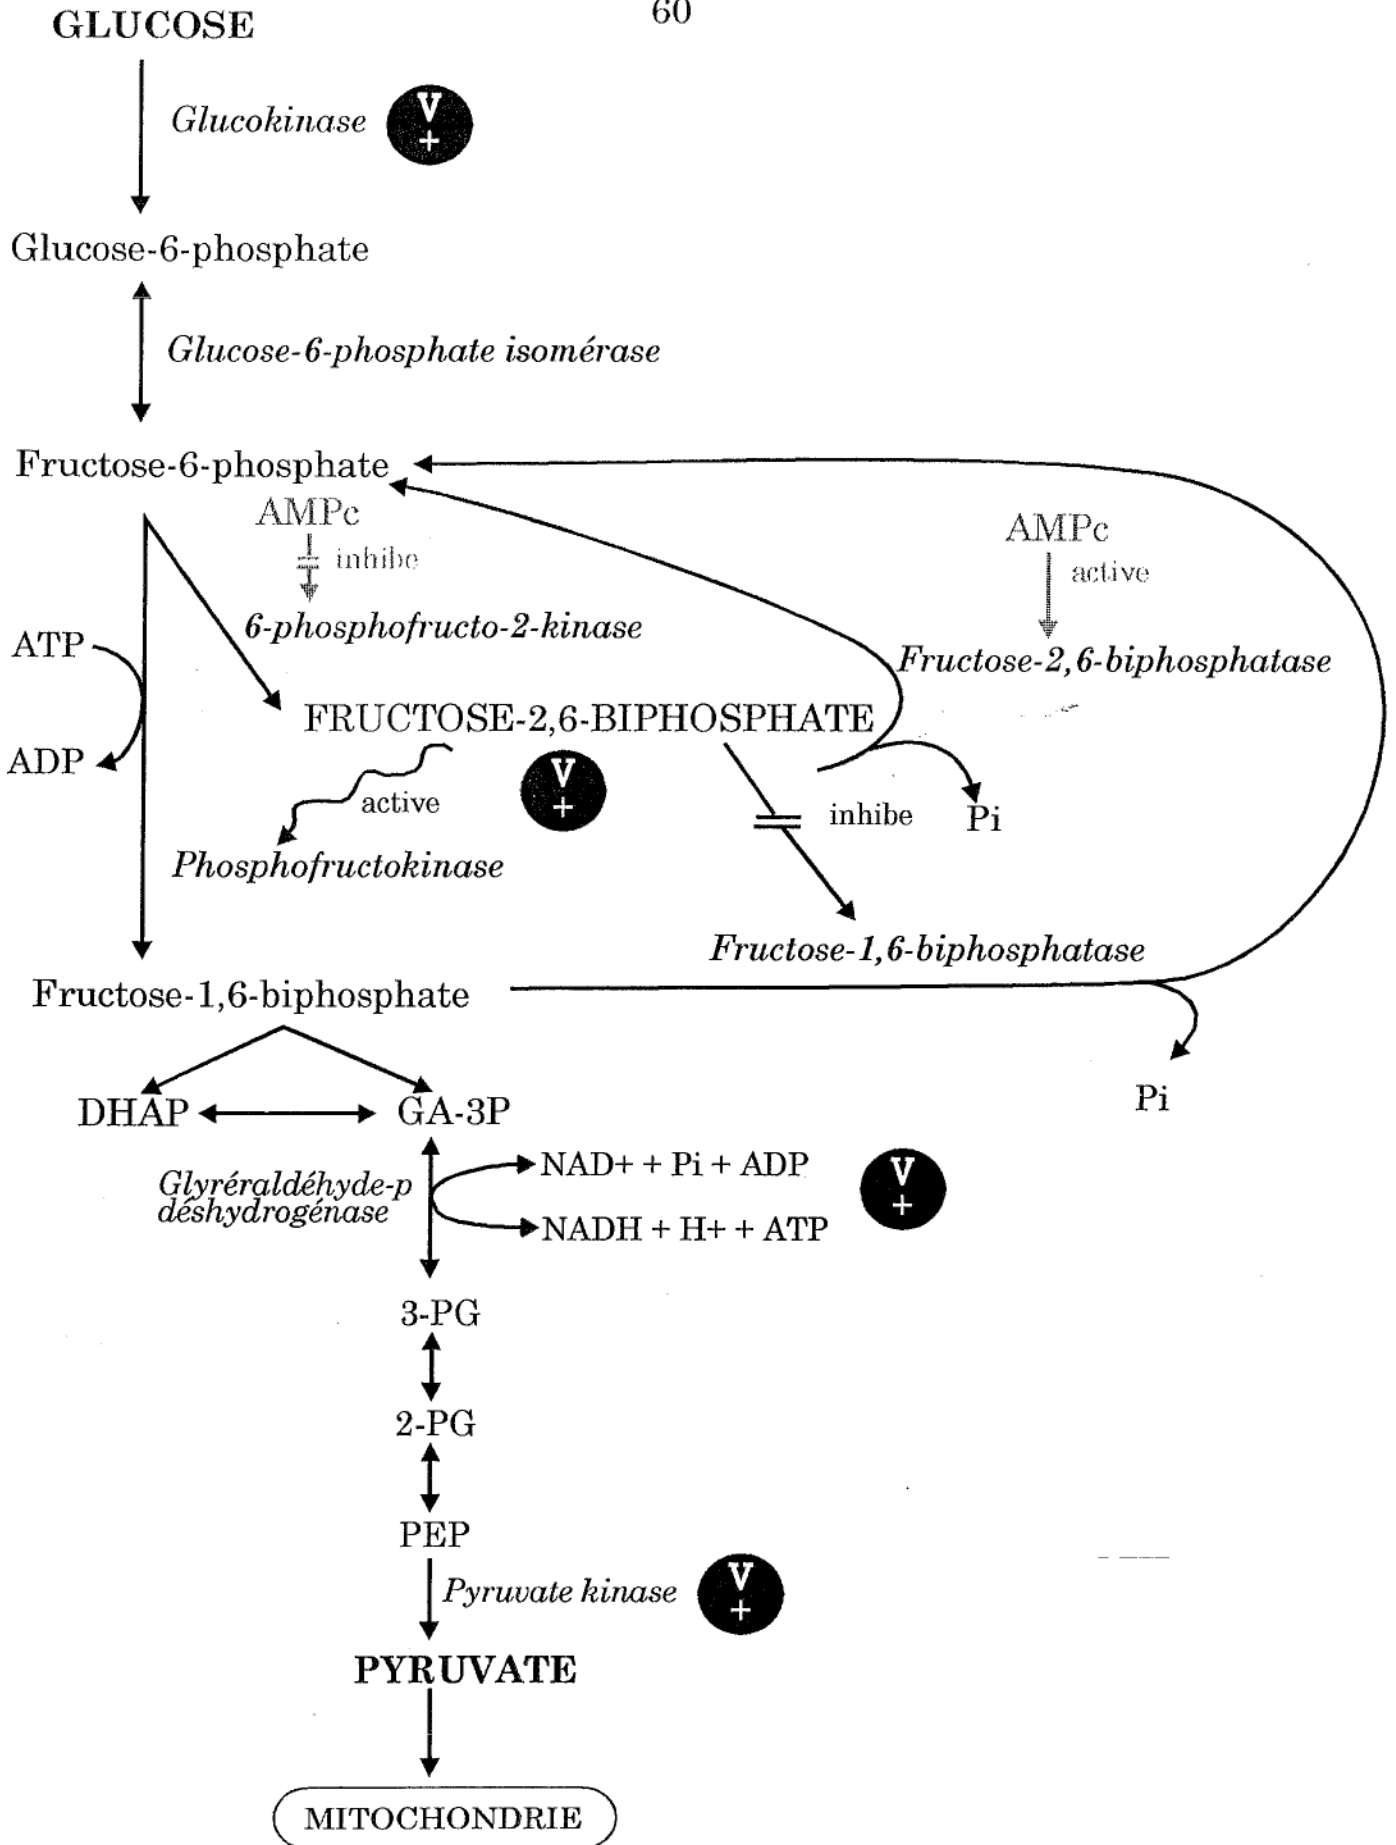 60
GLUCOSE
Glucokinase
V
+
Glucose-6-phosphate
Glucose-6-phosphate isomérase
Fructose-6-phosphate
AMPc
inhibe
6-phosphofructo-2-kinase
AMPc
active
Fructose-2,6-biphosphatase
ATP
ADP
FRUCTOSE-2,6-BIPHOSPHATE
active
V
+
inhibe
Pi
Phosphofructokinase
Fructose-1,6-biphosphatase
Fructose-1,6-biphosphate
Pi
DHAP
GA-3P
Glyréraldéhyde-p
déshydrogénase
NAD+ + Pi + ADP
NADH + H+ + ATP
V
+
3-PG
2-PG
PEP
Pyruvate kinase
V
+
PYRUVATE
MITOCHONDRIE